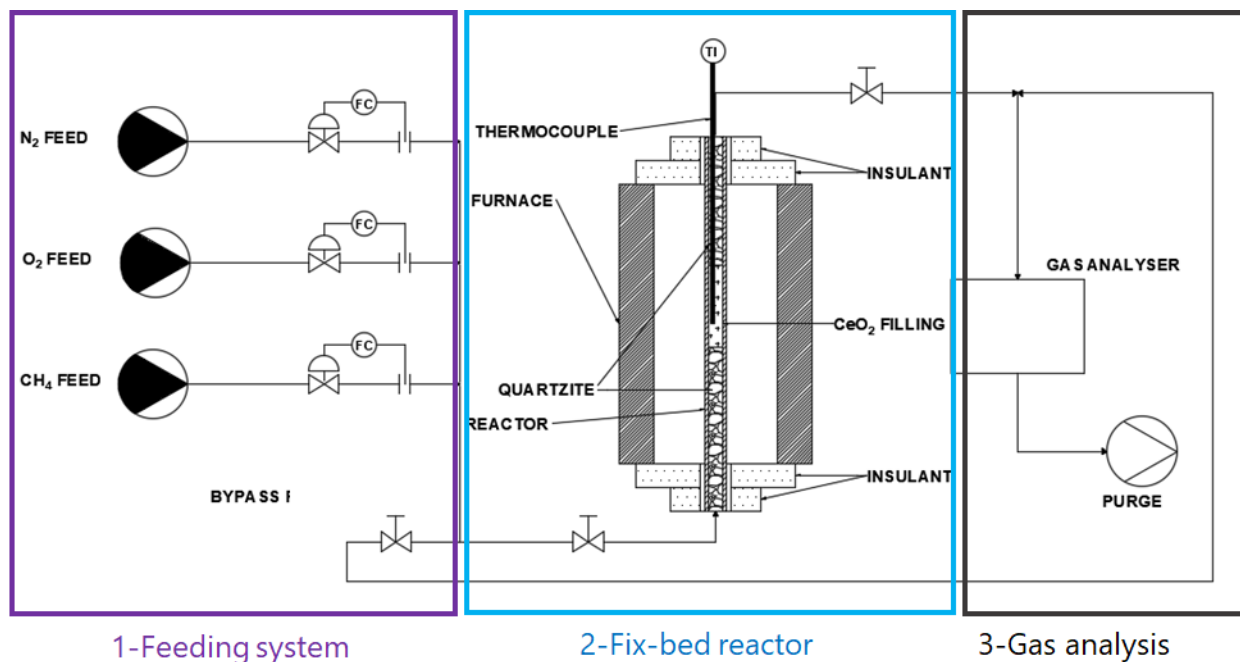 N₂ FEED
FC
O₂ FEED
FC
CH₄ FEED
FC
BYPASS
TI
THERMOCOUPLE
INSULANT
FURNACE
CeO₂ FILLING
QUARTZITE
REACTOR
INSULANT
GAS ANALYSER
PURGE
1-Feeding system
2-Fix-bed reactor
3-Gas analysis